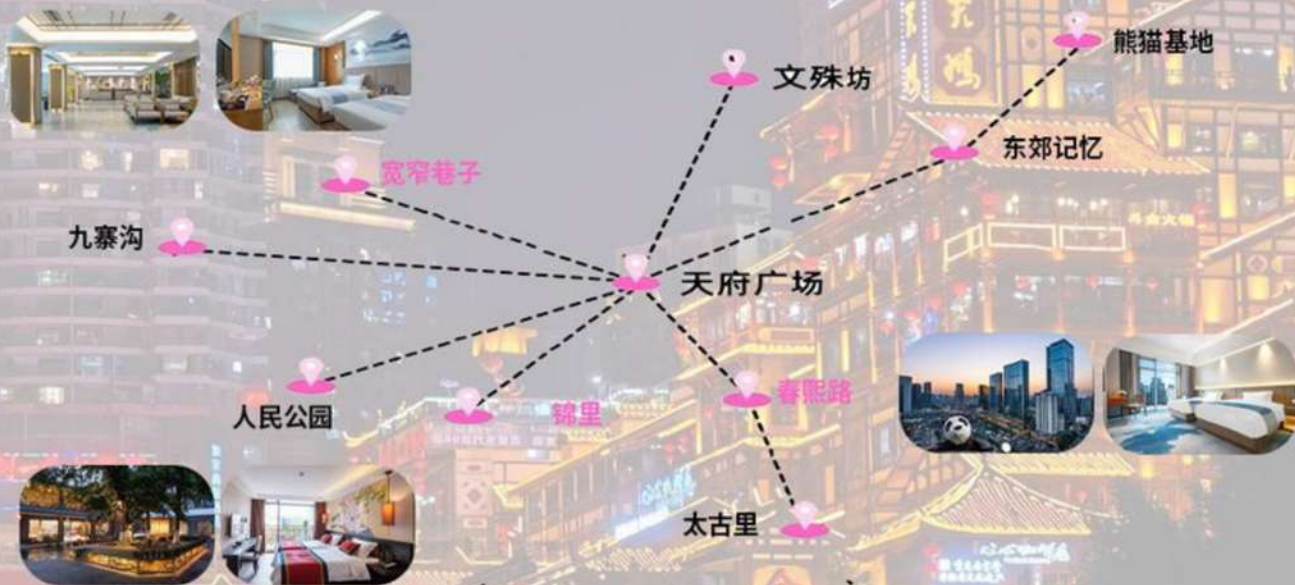 熊猫基地
文殊坊
东郊记忆
宽窄巷子
九寨沟
天府广场
春熙路
人民公园
锦里
太古里